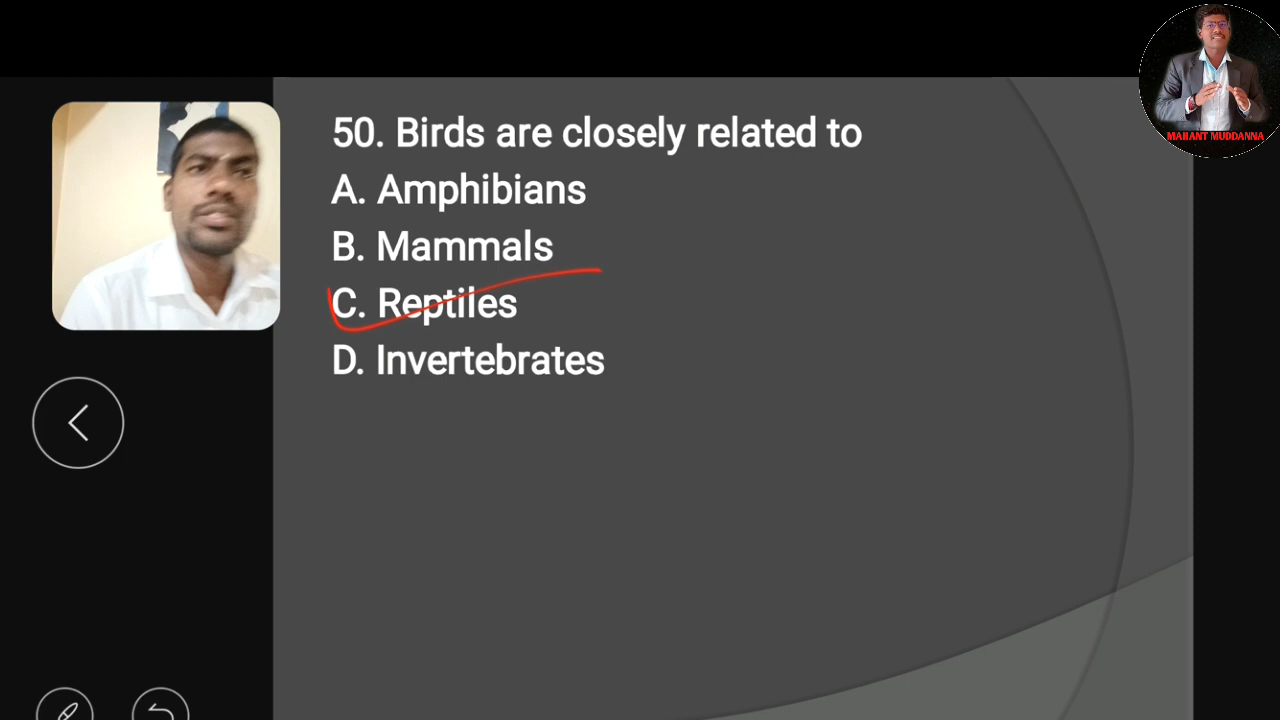 MAHANT MUDDANNA
50. Birds are closely related to
A. Amphibians
B. Mammals
C. Reptiles
D. Invertebrates